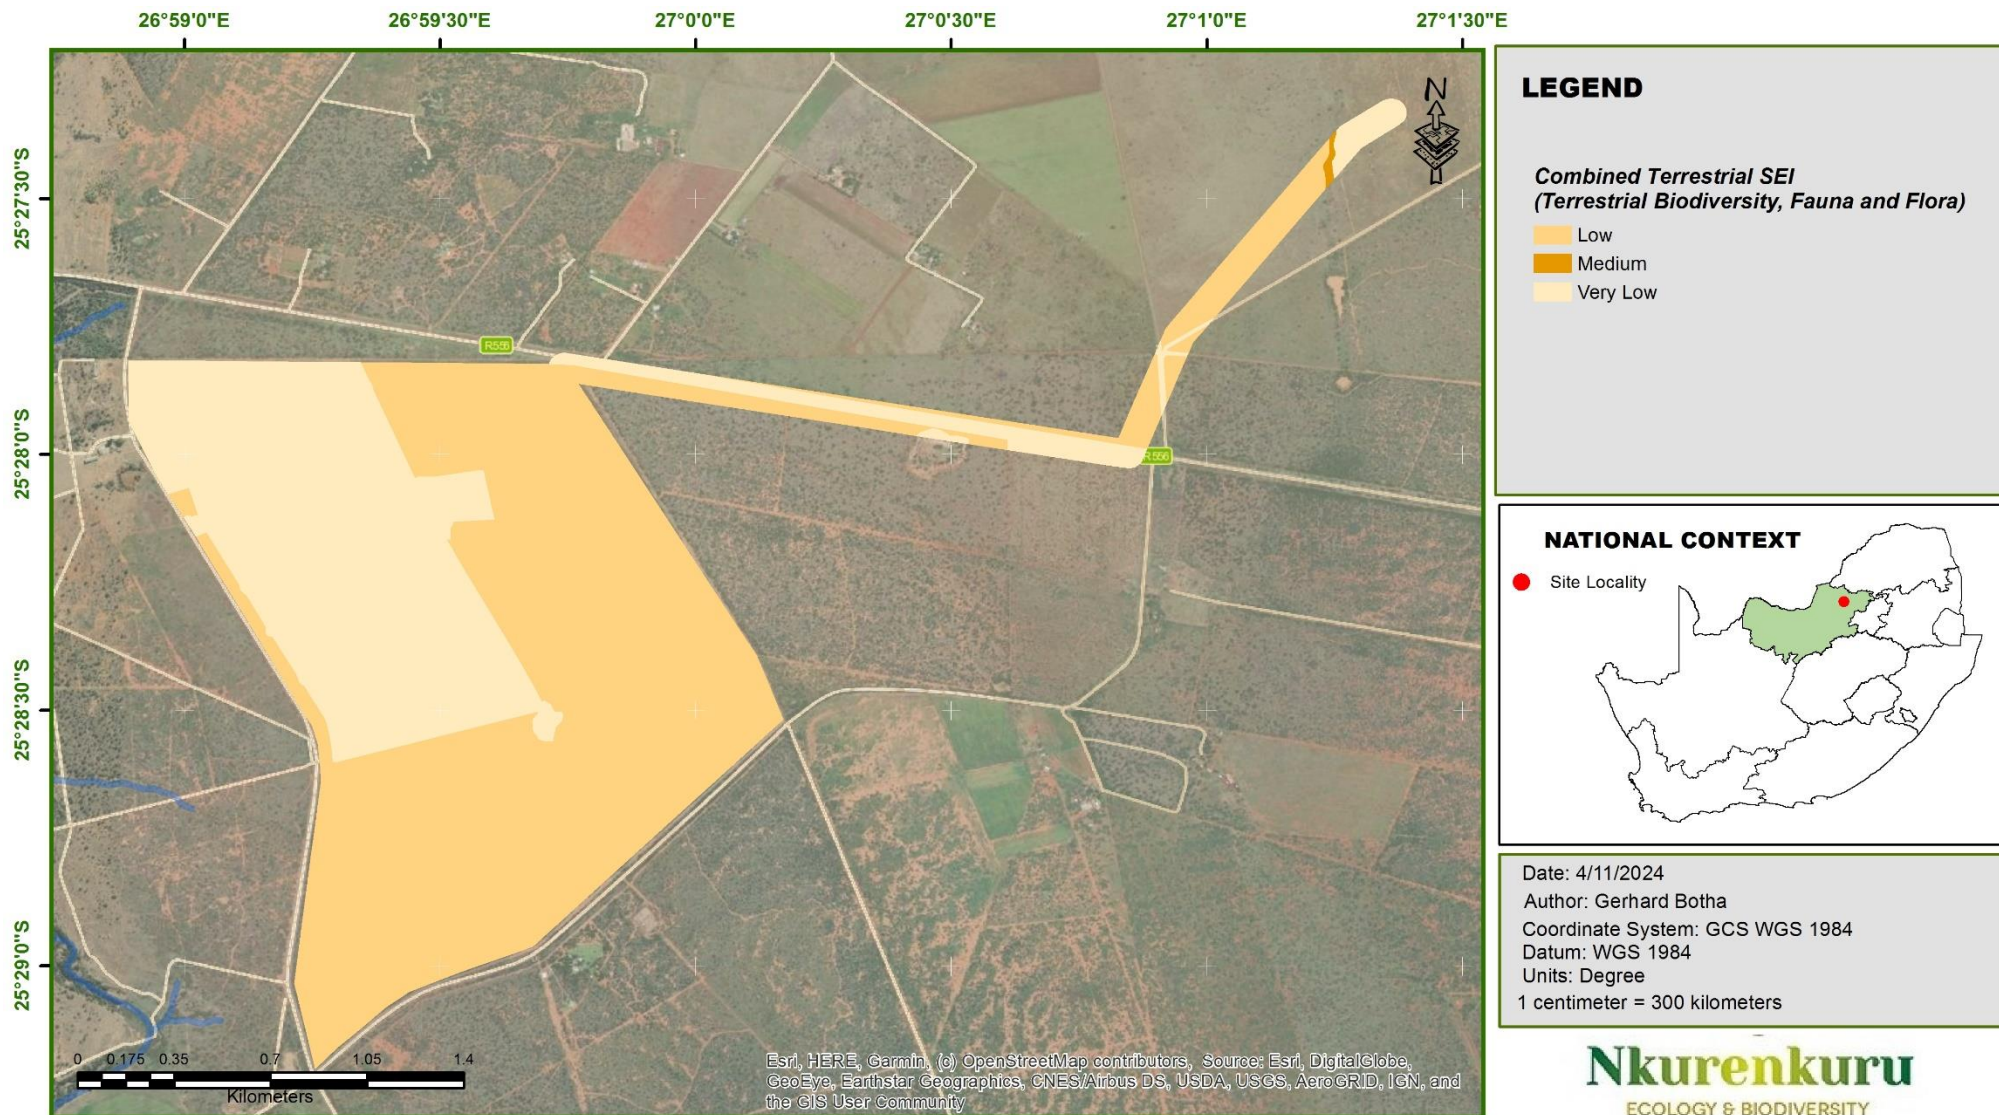 26°59'0"E
26°59'30"E
27°0'0"E
27°0'30"E
27°1'0"E
27°1'30"E
25°27'30"S
25°28'0"S
25°28'30"S
25°29'0"S
N
R556
R556
0 0.175 0.35 0.7 1.05 1.4
Kilometers
Esri, HERE, Garmin, (c) OpenStreetMap contributors, Source: Esri, DigitalGlobe,
GeoEye, Earthstar Geographics, CNES/Airbus DS, USDA, USGS, AeroGRID, IGN, and
the GIS User Community
LEGEND
Combined Terrestrial SEI
(Terrestrial Biodiversity, Fauna and Flora)
Low
Medium
Very Low
NATIONAL CONTEXT
Site Locality
Date: 4/11/2024
Author: Gerhard Botha
Coordinate System: GCS WGS 1984
Datum: WGS 1984
Units: Degree
1 centimeter = 300 kilometers
Nkurenkuru
ECOLOGY & BIODIVERSITY